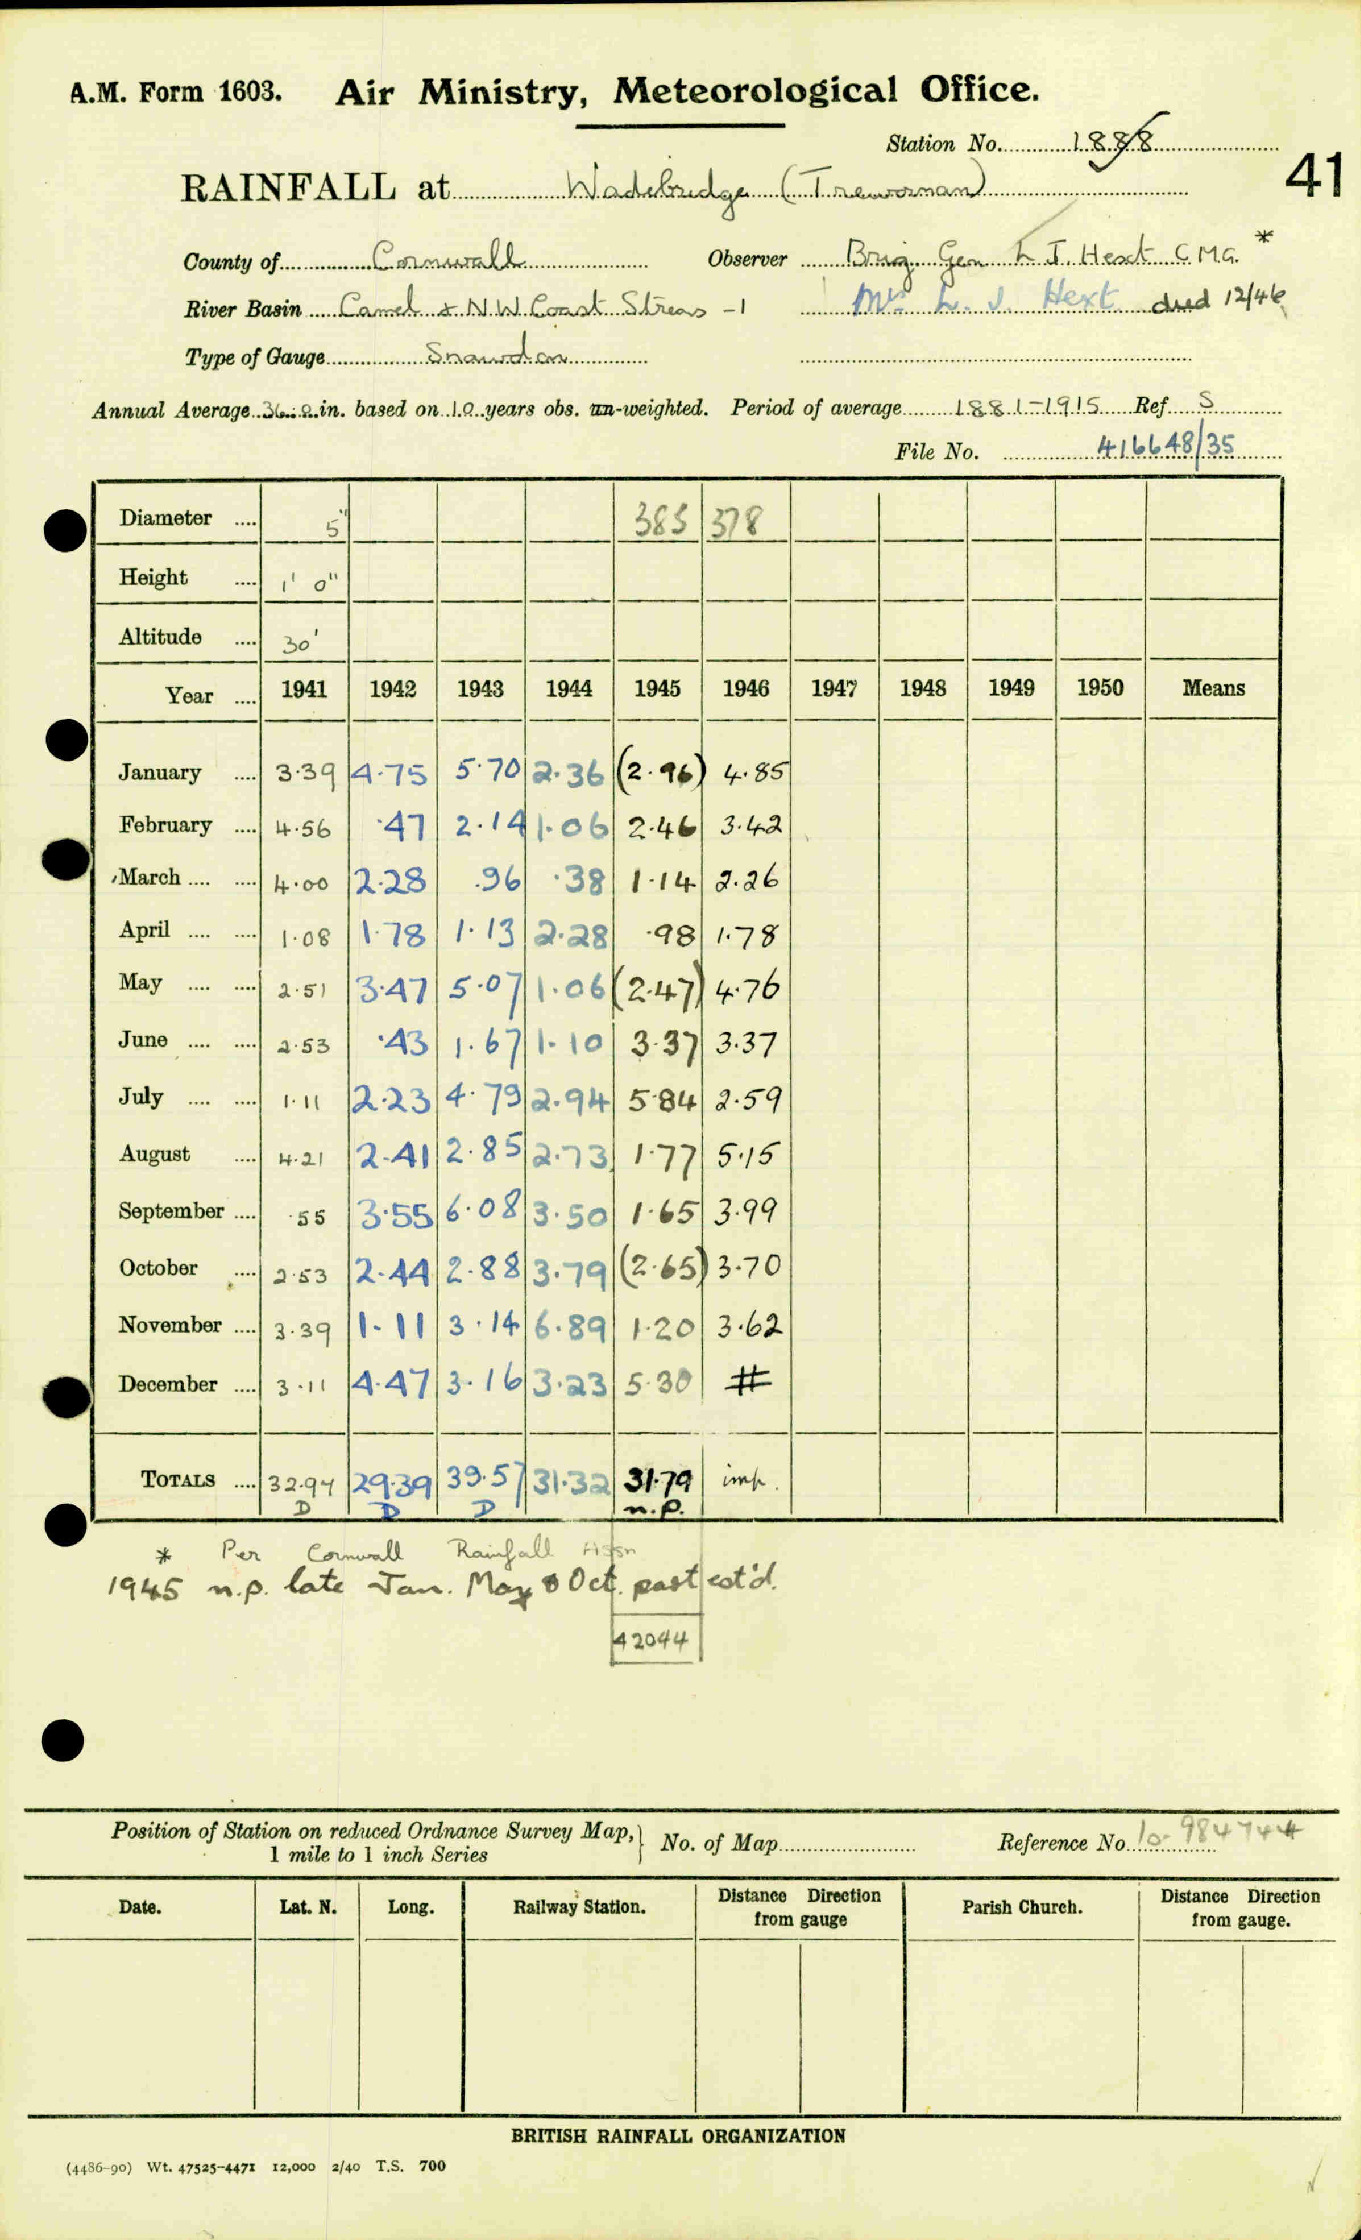 A.M. Form 1603. Air Ministry, Meteorological Office.
Station No. 1888
41
RAINFALL at Wadebridge (Treworman)
County of Cornwall Observer Brig Gen L J. Hext C.M.G. *
River Basin Camel & N W Coast Streams -1 Mr L. J. Hext died 12/46
Type of Gauge Snowdon
Annual Average 36.0 in. based on 10 years obs. un-weighted. Period of average 1881-1915 Ref. S
File No. 416648/35
Diameter .... 5" 383 378
Height .... 1' 0"
Altitude .... 30'
Year .... 1941 1942 1943 1944 1945 1946 1947 1948 1949 1950 Means
January .... 3.39 4.75 5.70 2.36 (2.96) 4.85
February .... 4.56 .47 2.14 1.06 2.46 3.42
March .... .... 4.00 2.28 .96 .38 1.14 2.26
April .... .... 1.08 1.78 1.13 2.28 .98 1.78
May .... .... 2.51 3.47 5.07 1.06 (2.47) 4.76
June .... .... 2.53 .43 1.67 1.10 3.37 3.37
July .... .... 1.11 2.23 4.79 2.94 5.84 2.59
August .... 4.21 2.41 2.85 2.73 1.77 5.15
September .... .55 3.55 6.08 3.50 1.65 3.99
October .... 2.53 2.44 2.88 3.79 (2.65) 3.70
November .... 3.39 1.11 3.14 6.89 1.20 3.62
December .... 3.11 4.47 3.16 3.23 5.30 #
TOTALS .... 32.97 29.39 39.57 31.32 31.79 imp.
D D D n.p.
* Per Cornwall Rainfall Assn
1945 n.p. late Jan. May & Oct. part est'd.
42044
Position of Station on reduced Ordnance Survey Map, } No. of Map Reference No. 10- 984744
1 mile to 1 inch Series
Date. Lat. N. Long. Railway Station. Distance Direction from gauge Parish Church. Distance Direction from gauge.
BRITISH RAINFALL ORGANIZATION
(4486-90) Wt. 47525-4471 12,000 2/40 T.S. 700